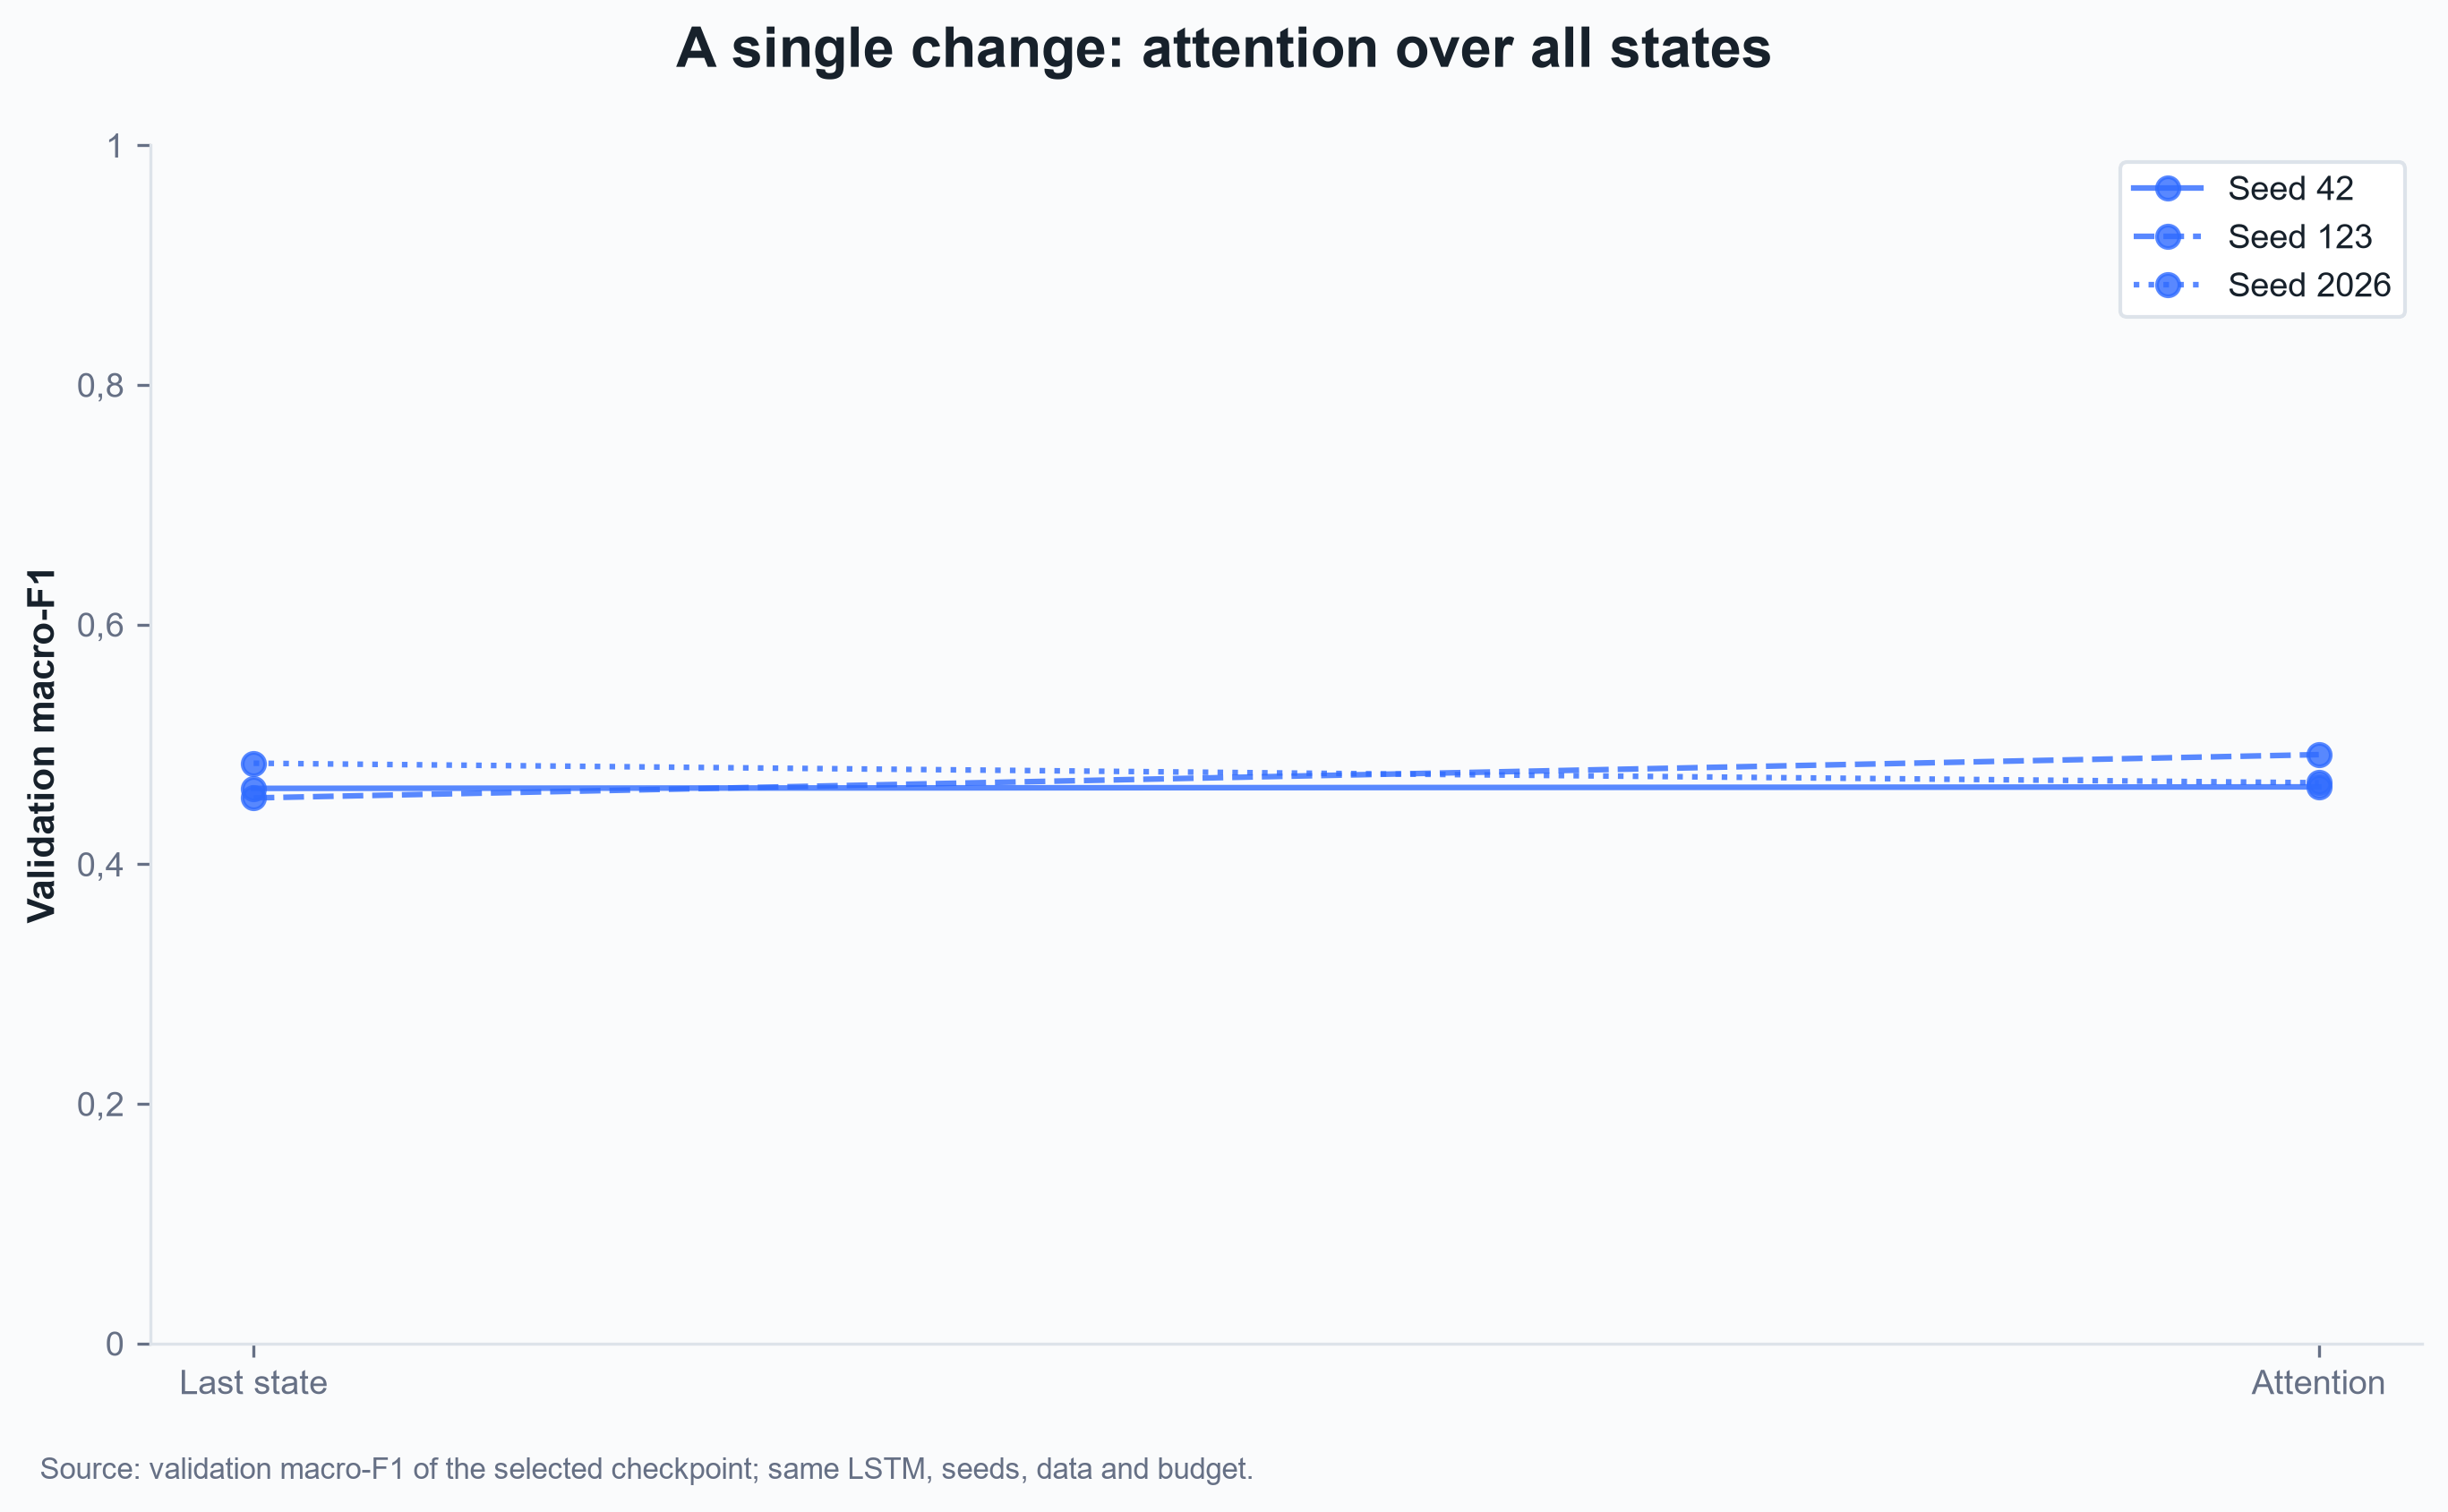 A single change: attention over all states
1
0,8
0,6
0,4
0,2
0
Validation macro-F1
Seed 42
Seed 123
Seed 2026
Last state
Attention
Source: validation macro-F1 of the selected checkpoint; same LSTM, seeds, data and budget.